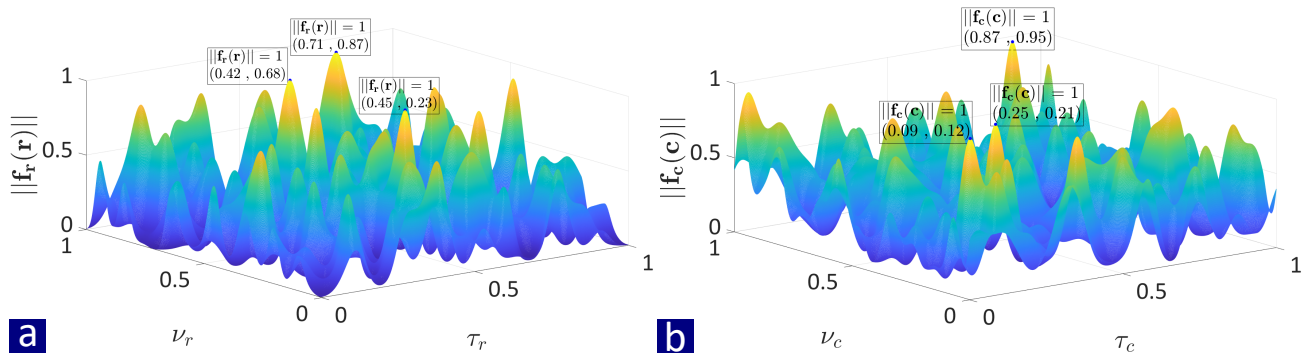 ||f_r(r)|| = 1
(0.71 , 0.87)
||f_r(r)|| = 1
(0.42 , 0.68)
||f_r(r)|| = 1
(0.45 , 0.23)
||f_r(r)||
1
0.5
0
1
0.5
0
0
0.5
1
ν_r
τ_r
a
||f_c(c)|| = 1
(0.87 , 0.95)
||f_c(c)|| = 1
(0.25 , 0.21)
||f_c(c)|| = 1
(0.09 , 0.12)
||f_c(c)||
1
0.5
0
1
0.5
0
0
0.5
1
ν_c
τ_c
b